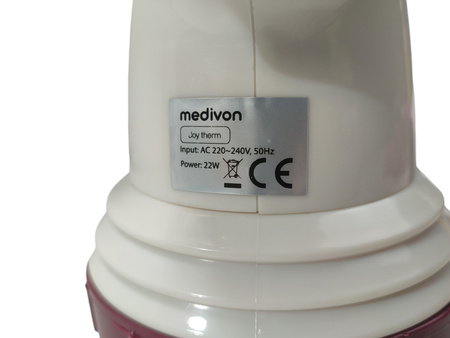 medivon
Joy therm
Input: AC 220~240V, 50Hz
Power: 22W
CE